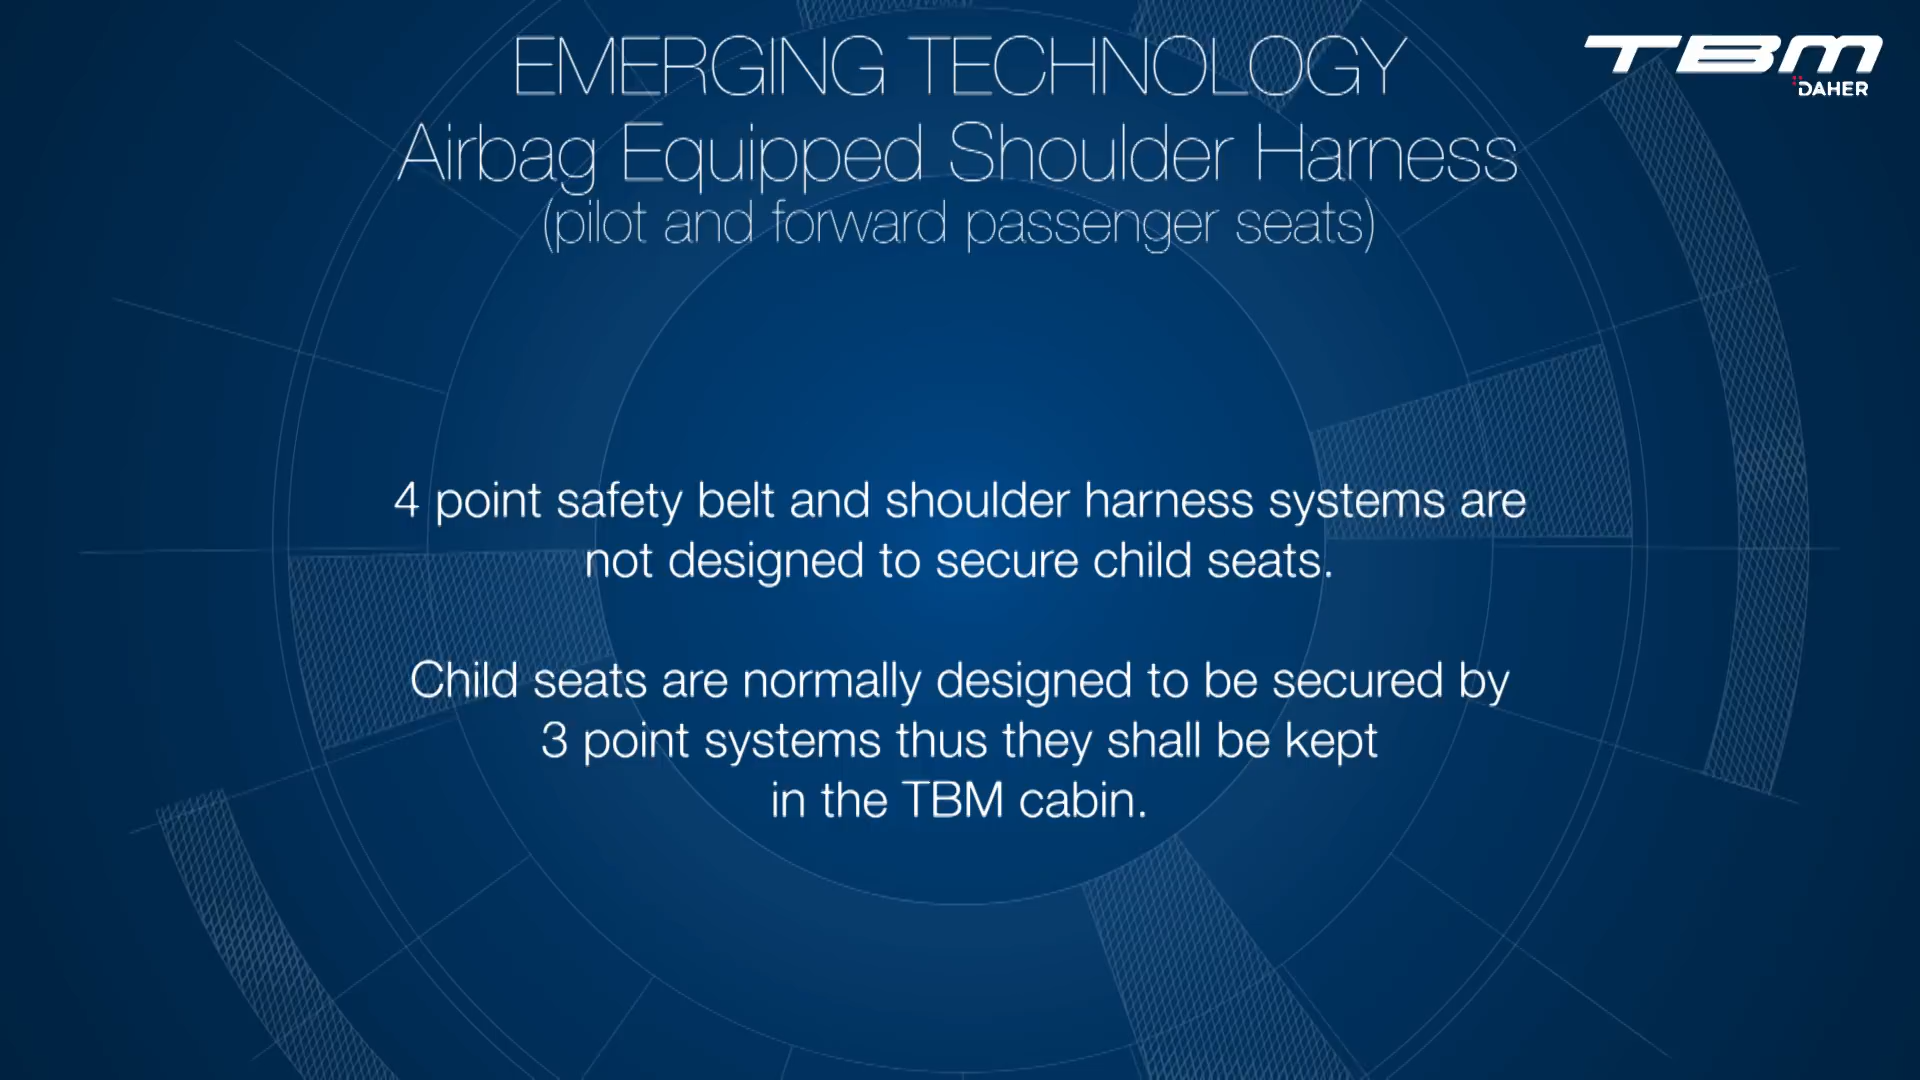 EMERGING TECHNOLOGY
TBM
DAHER
Airbag Equipped Shoulder Harness
(pilot and forward passenger seats)
4 point safety belt and shoulder harness systems are
not designed to secure child seats.
Child seats are normally designed to be secured by
3 point systems thus they shall be kept
in the TBM cabin.